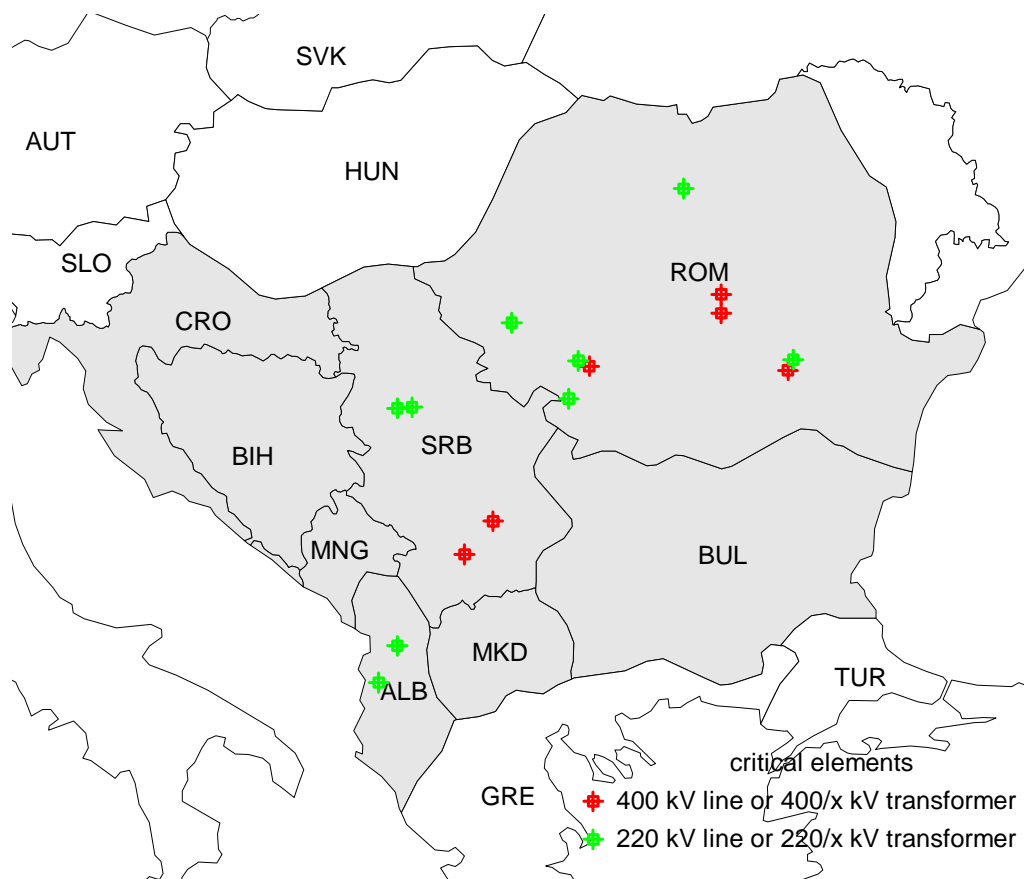 SVK
AUT
HUN
SLO
ROM
CRO
SRB
BIH
MNG
BUL
MKD
TUR
ALB
critical elements
GRE
400 kV line or 400/x kV transformer
220 kV line or 220/x kV transformer